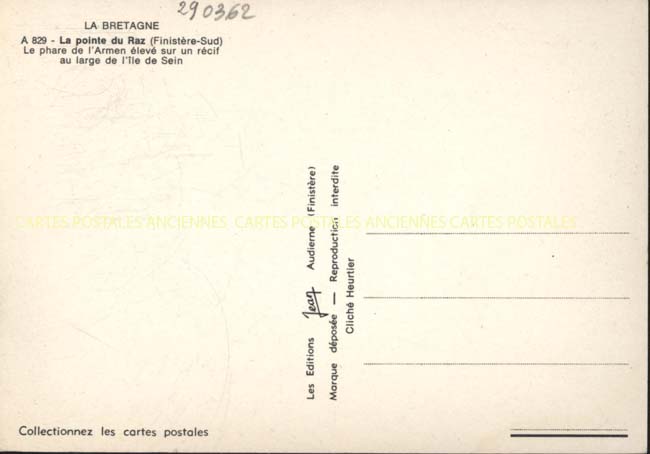 290362
LA BRETAGNE
A 829 - La pointe du Raz (Finistère-Sud)
Le phare de l'Armen élevé sur un récif
au large de l'île de Sein
CARTES POSTALES ANCIENNES CARTES POSTALES ANCIENNES CARTES POSTALES
Les Editions Jean Audierne (Finistère)
Marque déposée — Reproduction interdite
Cliché Heurtier
Collectionnez les cartes postales